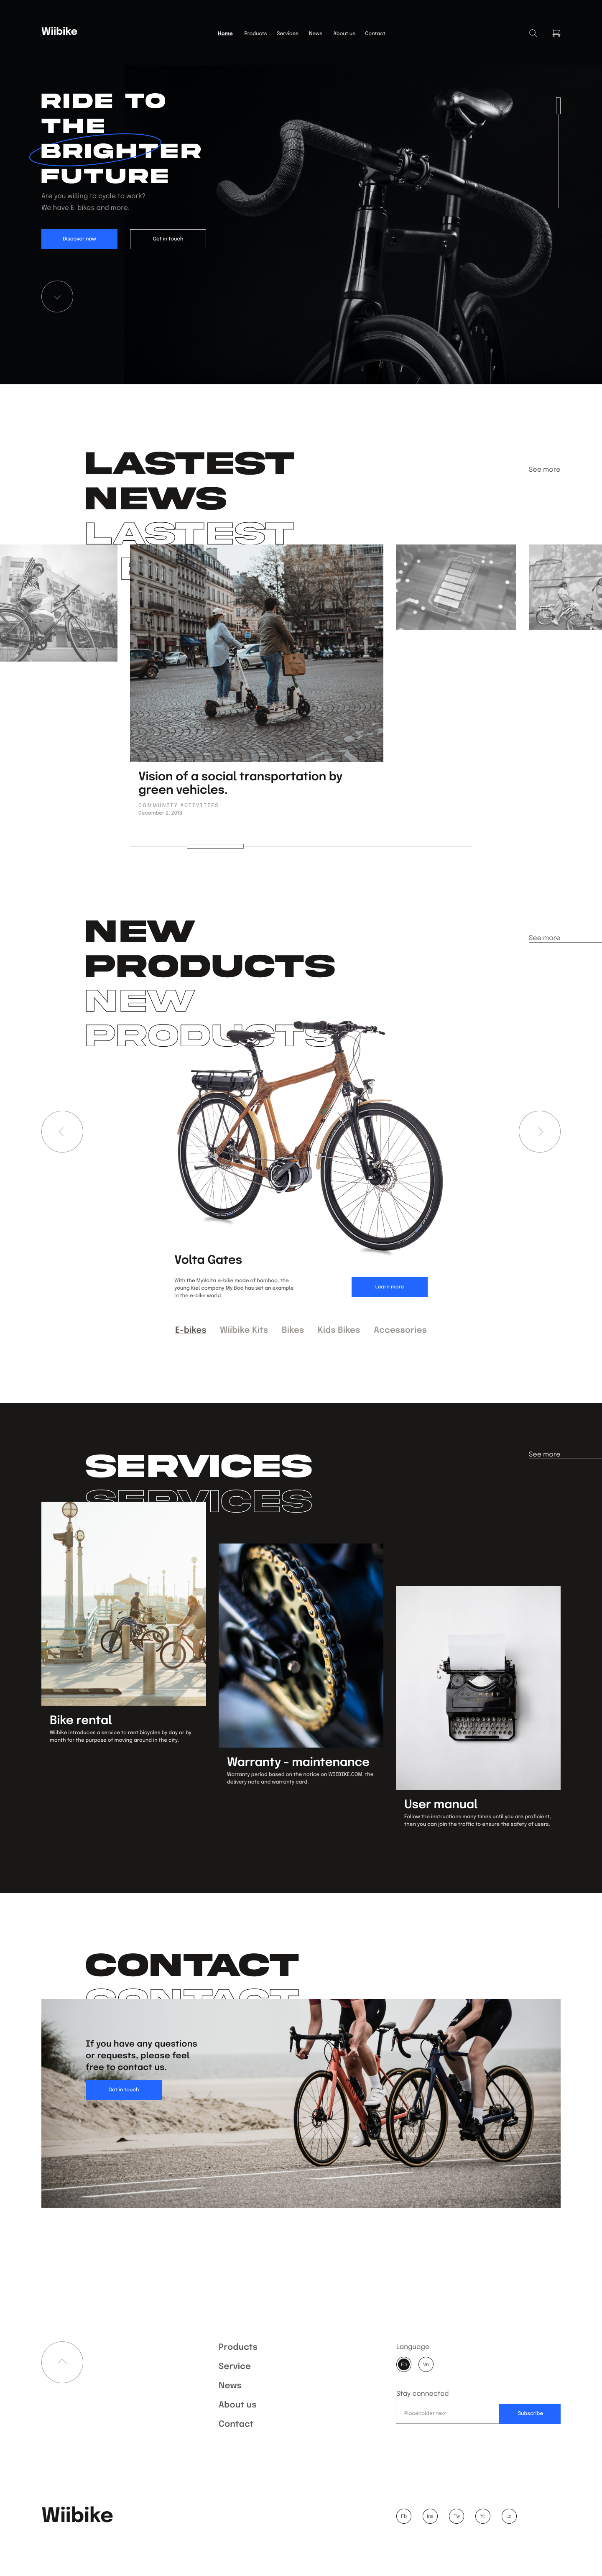 Wiibike
Home Products Services News About us Contact
RIDE TO
THE
BRIGHTER
FUTURE
Are you willing to cycle to work?
We have E-bikes and more.
Discover now
Get in touch
LASTEST
NEWS
See more
LASTEST
Vision of a social transportation by
green vehicles.
COMMUNITY ACTIVITIES
December 2, 2019
NEW
PRODUCTS
See more
NEW
PRODUCTS
Volta Gates
With the MyVolta e-bike made of bamboo, the
young Kiel company My Boo has set an example
in the e-bike world.
Learn more
E-bikes Wiibike Kits Bikes Kids Bikes Accessories
SERVICES
See more
SERVICES
Bike rental
Wiibike introduces a service to rent bicycles by day or by
month for the purpose of moving around in the city.
Warranty - maintenance
Warranty period based on the notice on WIIBIKE.COM, the
delivery note and warranty card.
User manual
Follow the instructions many times until you are proficient,
then you can join the traffic to ensure the safety of users.
CONTACT
CONTACT
If you have any questions
or requests, please feel
free to contact us.
Get in touch
Products
Service
News
About us
Contact
Language
En Vn
Stay connected
Placeholder text
Subscribe
Wiibike
Fb Ins Tw Yt Ld